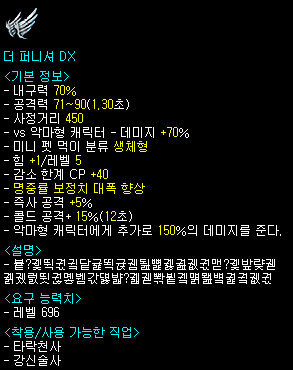 더 퍼니셔 DX
<기본 정보>
- 내구력 70%
- 공격력 71~90(1,30초)
- 사정거리 450
- vs 악마형 캐릭터 - 데미지 +70%
- 미니 펫 먹이 분류 생체형
- 힘 +1/레벨 5
- 감소 한계 CP +40
- 명중률 보정치 대폭 향상
- 즉사 공격 +5%
- 콜드 공격+ 15%(12초)
- 악마형 캐릭터에게 추가로 150%의 데미지를 준다.
<설명>
<요구 능력치>
- 레벨 696
<착용/사용 가능한 직업>
- 타락천사
- 강신술사